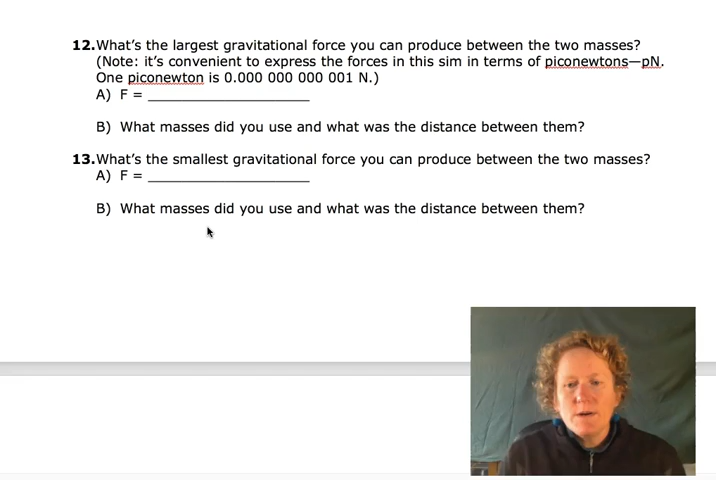 12. What's the largest gravitational force you can produce between the two masses?
(Note: it's convenient to express the forces in this sim in terms of piconewtons—pN.
One piconewton is 0.000 000 000 001 N.)
A) F = ____________________
B) What masses did you use and what was the distance between them?
13. What's the smallest gravitational force you can produce between the two masses?
A) F = ____________________
B) What masses did you use and what was the distance between them?